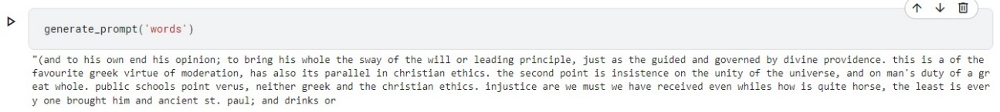 generate_prompt('words')
"(and to his own end his opinion; to bring his whole the sway of the will or leading principle, just as the guided and governed by divine providence. this is a of the
favourite greek virtue of moderation, has also its parallel in christian ethics. the second point is insistence on the unity of the universe, and on man's duty of a gr
eat whole. public schools point verus, neither greek and the christian ethics. injustice are we must we have received even whiles how is quite horse, the least is ever
y one brought him and ancient st. paul; and drinks or